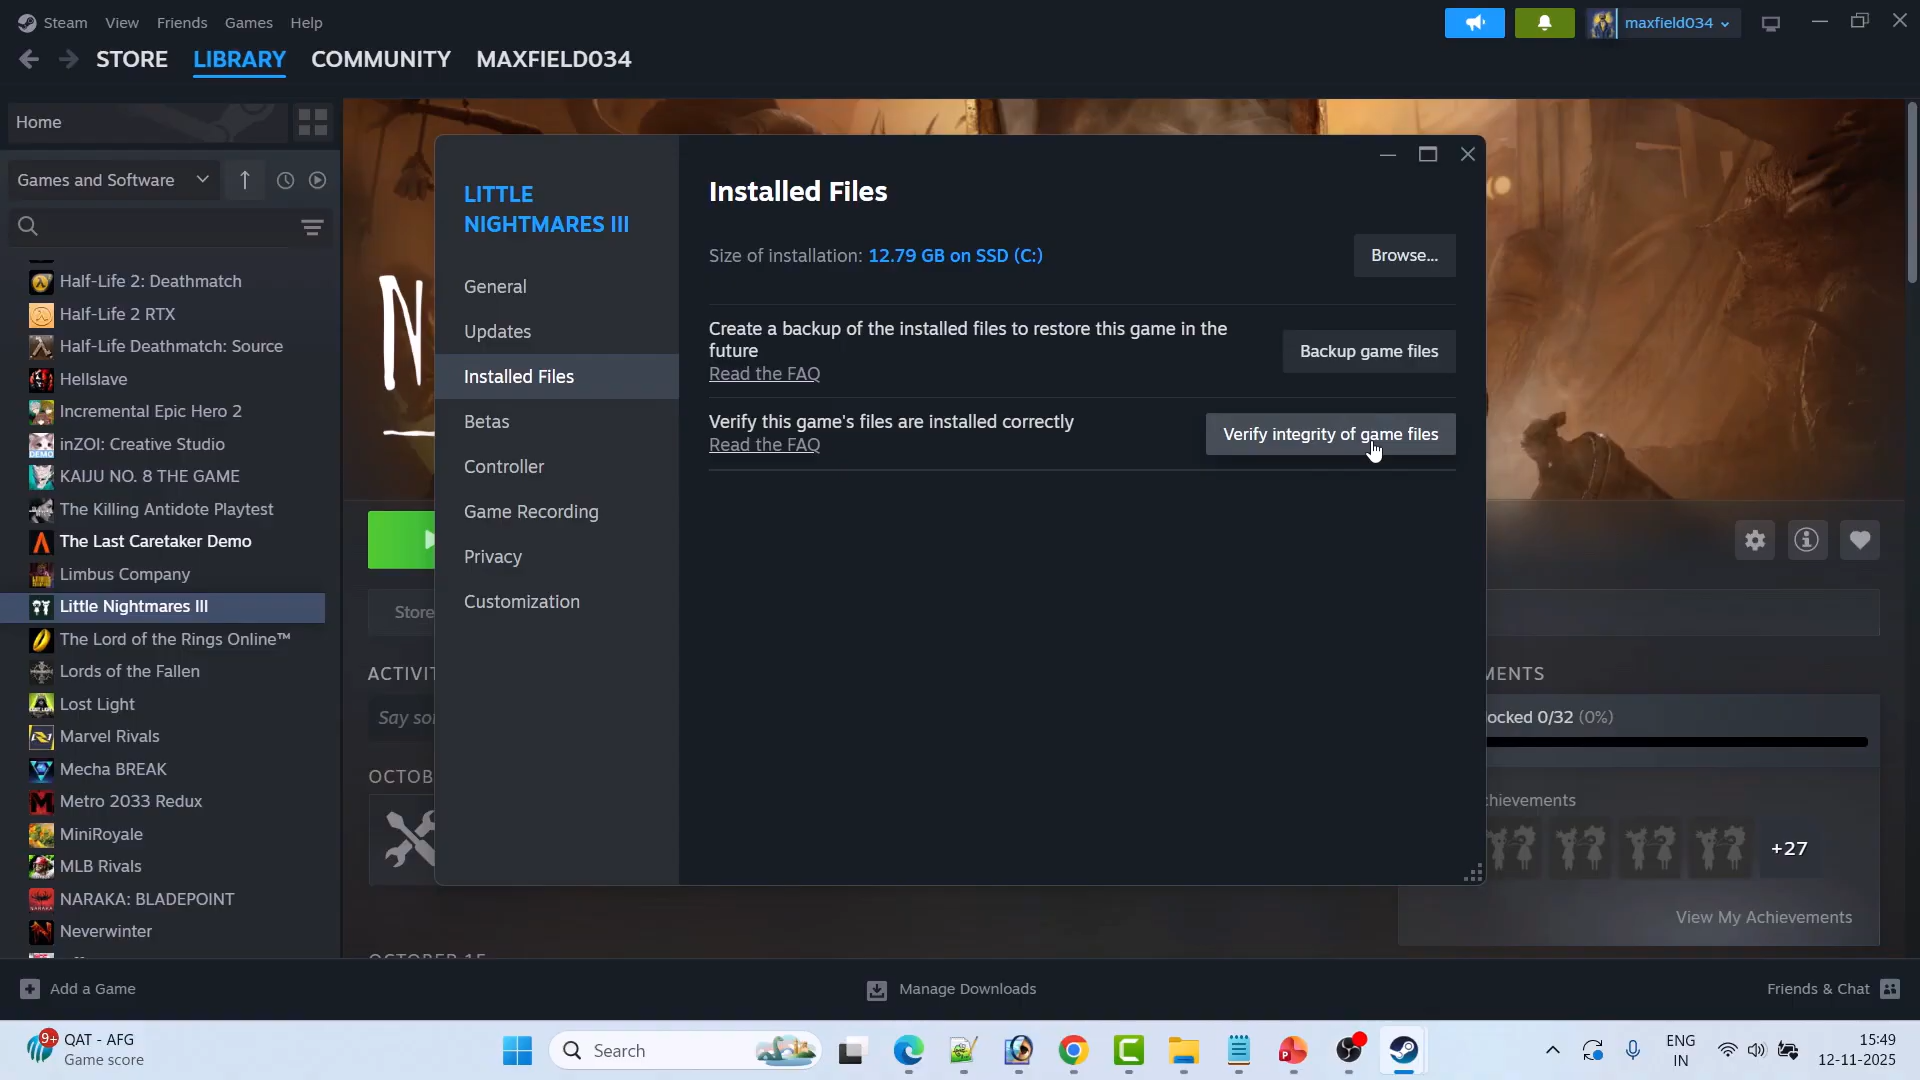 Steam View Friends Games Help
maxfield034
STORE LIBRARY COMMUNITY MAXFIELD034
Home
Games and Software
Half-Life 2: Deathmatch
Half-Life 2 RTX
Half-Life Deathmatch: Source
Hellslave
Incremental Epic Hero 2
inZOI: Creative Studio
KAIJU NO. 8 THE GAME
The Killing Antidote Playtest
The Last Caretaker Demo
Limbus Company
Little Nightmares III
The Lord of the Rings Online™
Lords of the Fallen
Lost Light
Marvel Rivals
Mecha BREAK
Metro 2033 Redux
MiniRoyale
MLB Rivals
NARAKA: BLADEPOINT
Neverwinter
LITTLE
NIGHTMARES III
General
Updates
Installed Files
Betas
Controller
Game Recording
Privacy
Customization
Installed Files
Size of installation: 12.79 GB on SSD (C:)
Browse...
Create a backup of the installed files to restore this game in the
future
Read the FAQ
Backup game files
Verify this game's files are installed correctly
Read the FAQ
Verify integrity of game files
N
Store
ACTIVIT
Say so
OCTOB
MENTS
ocked 0/32 (0%)
chievements
+27
View My Achievements
Add a Game
Manage Downloads
Friends & Chat
9+
QAT - AFG
Game score
Search
ENG
IN
15:49
12-11-2025